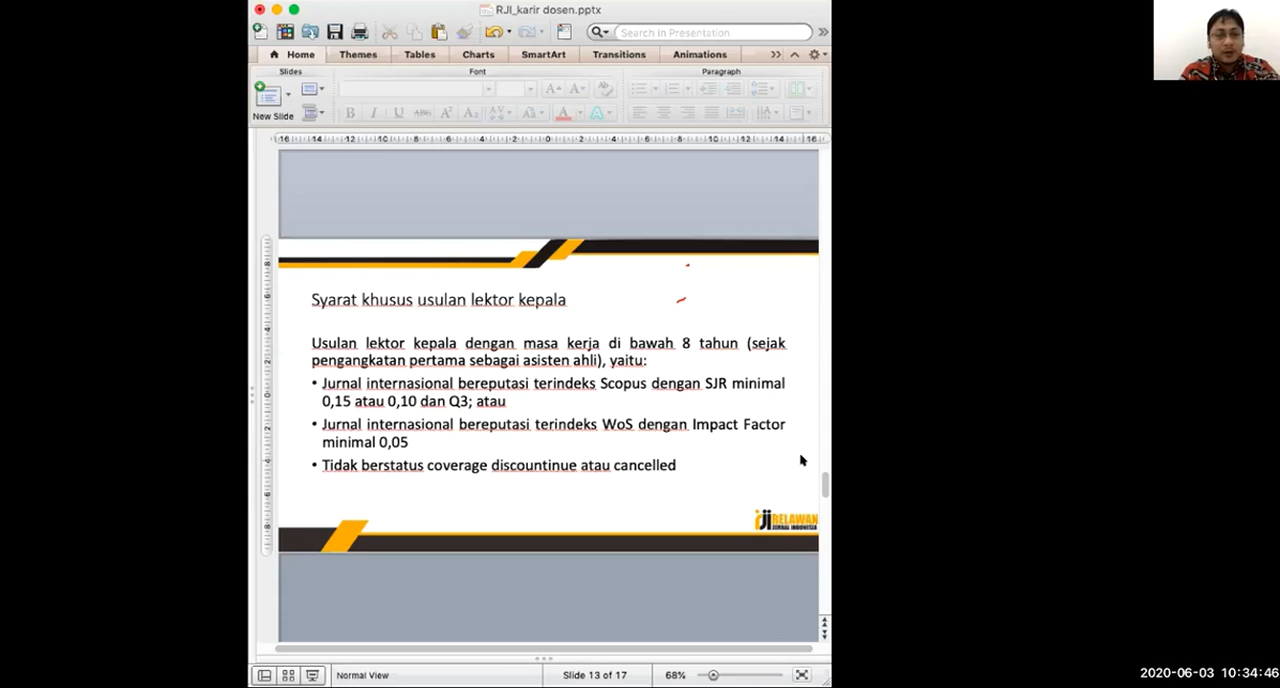 RJI_karir dosen.pptx
Search in Presentation
Home Themes Tables Charts SmartArt Transitions Animations
Slides Font Paragraph
New Slide
Syarat khusus usulan lektor kepala
Usulan lektor kepala dengan masa kerja di bawah 8 tahun (sejak
pengangkatan pertama sebagai asisten ahli), yaitu:
• Jurnal internasional bereputasi terindeks Scopus dengan SJR minimal
0,15 atau 0,10 dan Q3; atau
• Jurnal internasional bereputasi terindeks WoS dengan Impact Factor
minimal 0,05
• Tidak berstatus coverage discountinue atau cancelled
RELAWAN
JURNAL INDONESIA
Normal View Slide 13 of 17 68%
2020-06-03 10:34:46